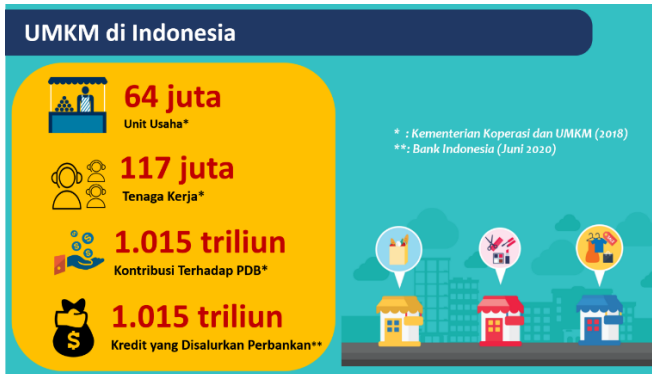 UMKM di Indonesia
64 juta
Unit Usaha*
117 juta
Tenaga Kerja*
1.015 triliun
Kontribusi Terhadap PDB*
1.015 triliun
Kredit yang Disalurkan Perbankan**
* : Kementerian Koperasi dan UMKM (2018)
**: Bank Indonesia (Juni 2020)